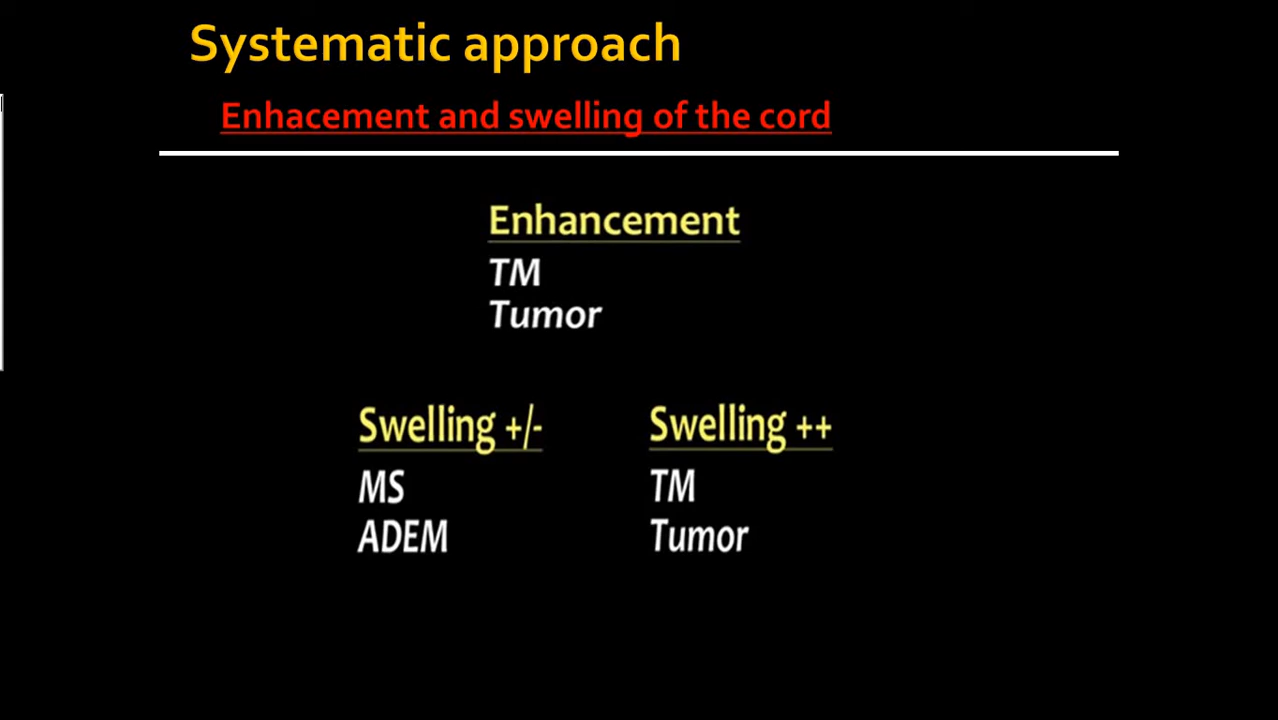 Systematic approach
Enhacement and swelling of the cord
Enhancement
TM
Tumor
Swelling +/-
MS
ADEM
Swelling ++
TM
Tumor